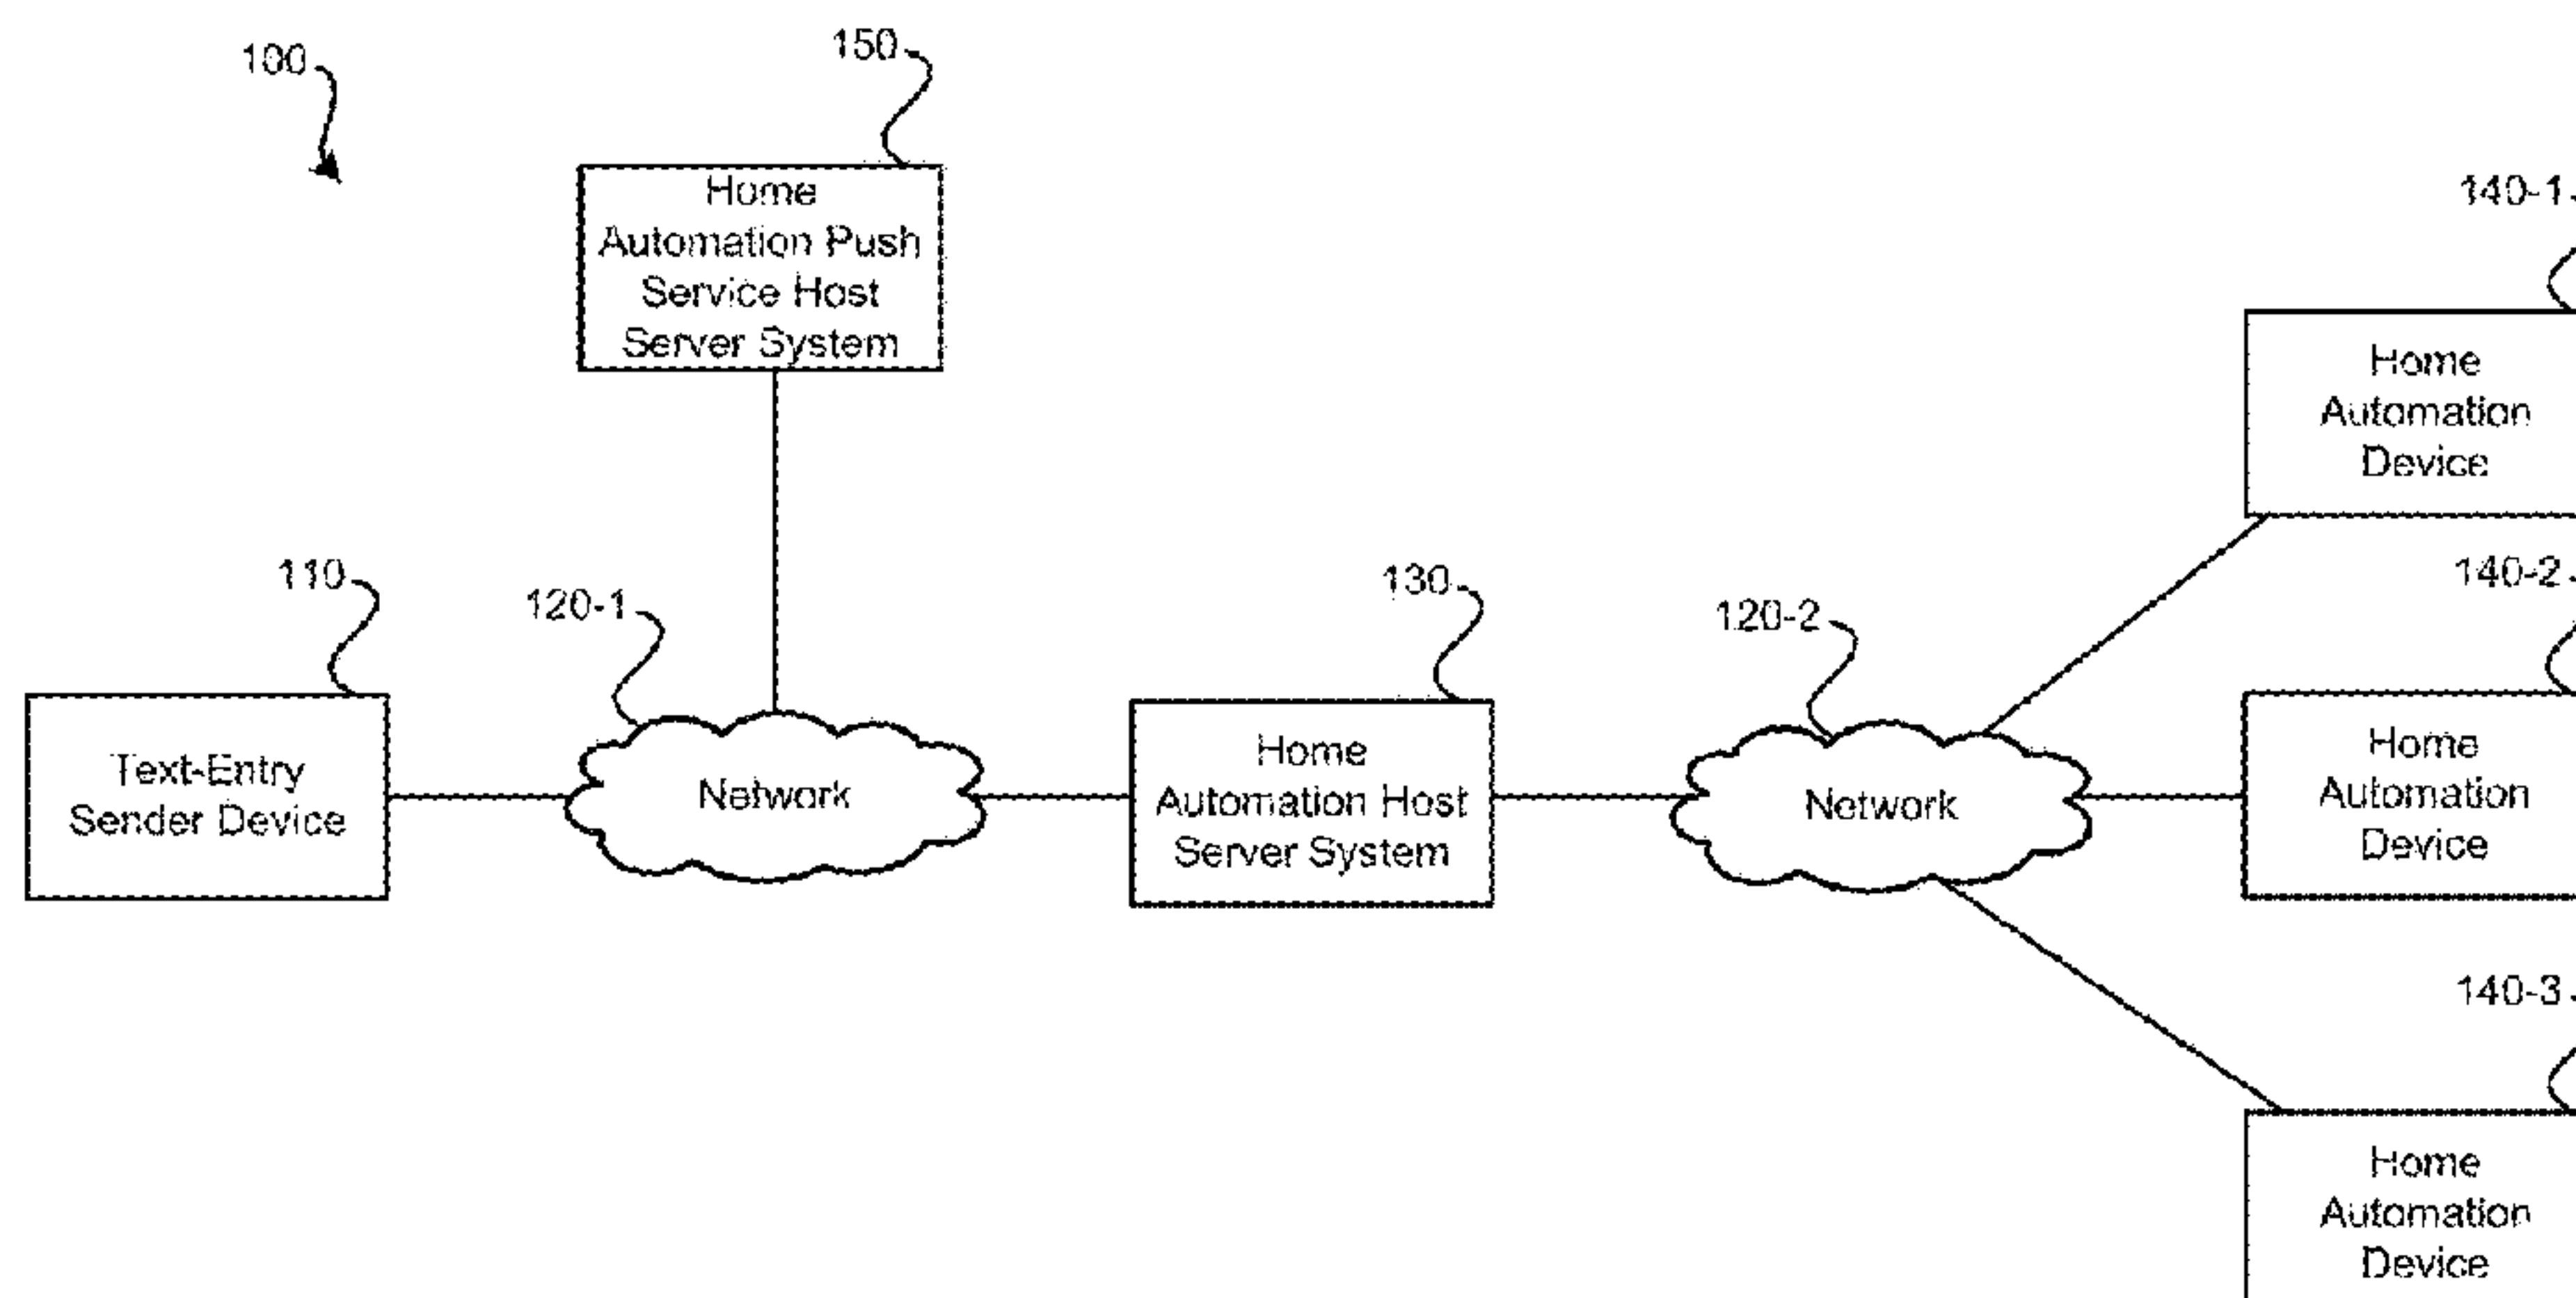 100
150
Home
Automation Push
Service Host
Server System
140-1
Home
Automation
Device
110
120-1
130
120-2
140-2
Text-Entry
Sender Device
Network
Home
Automation Host
Server System
Network
Home
Automation
Device
140-3
Home
Automation
Device